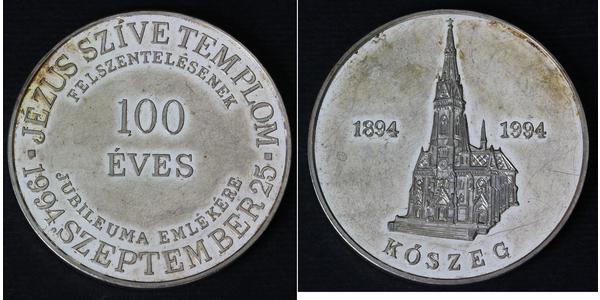 JÉZUS SZÍVE TEMPLOM
FELSZENTELÉSÉNEK
100
ÉVES
JUBILEUMA EMLÉKÉRE
1994. SZEPTEMBER 25
1894 1994
KŐSZEG